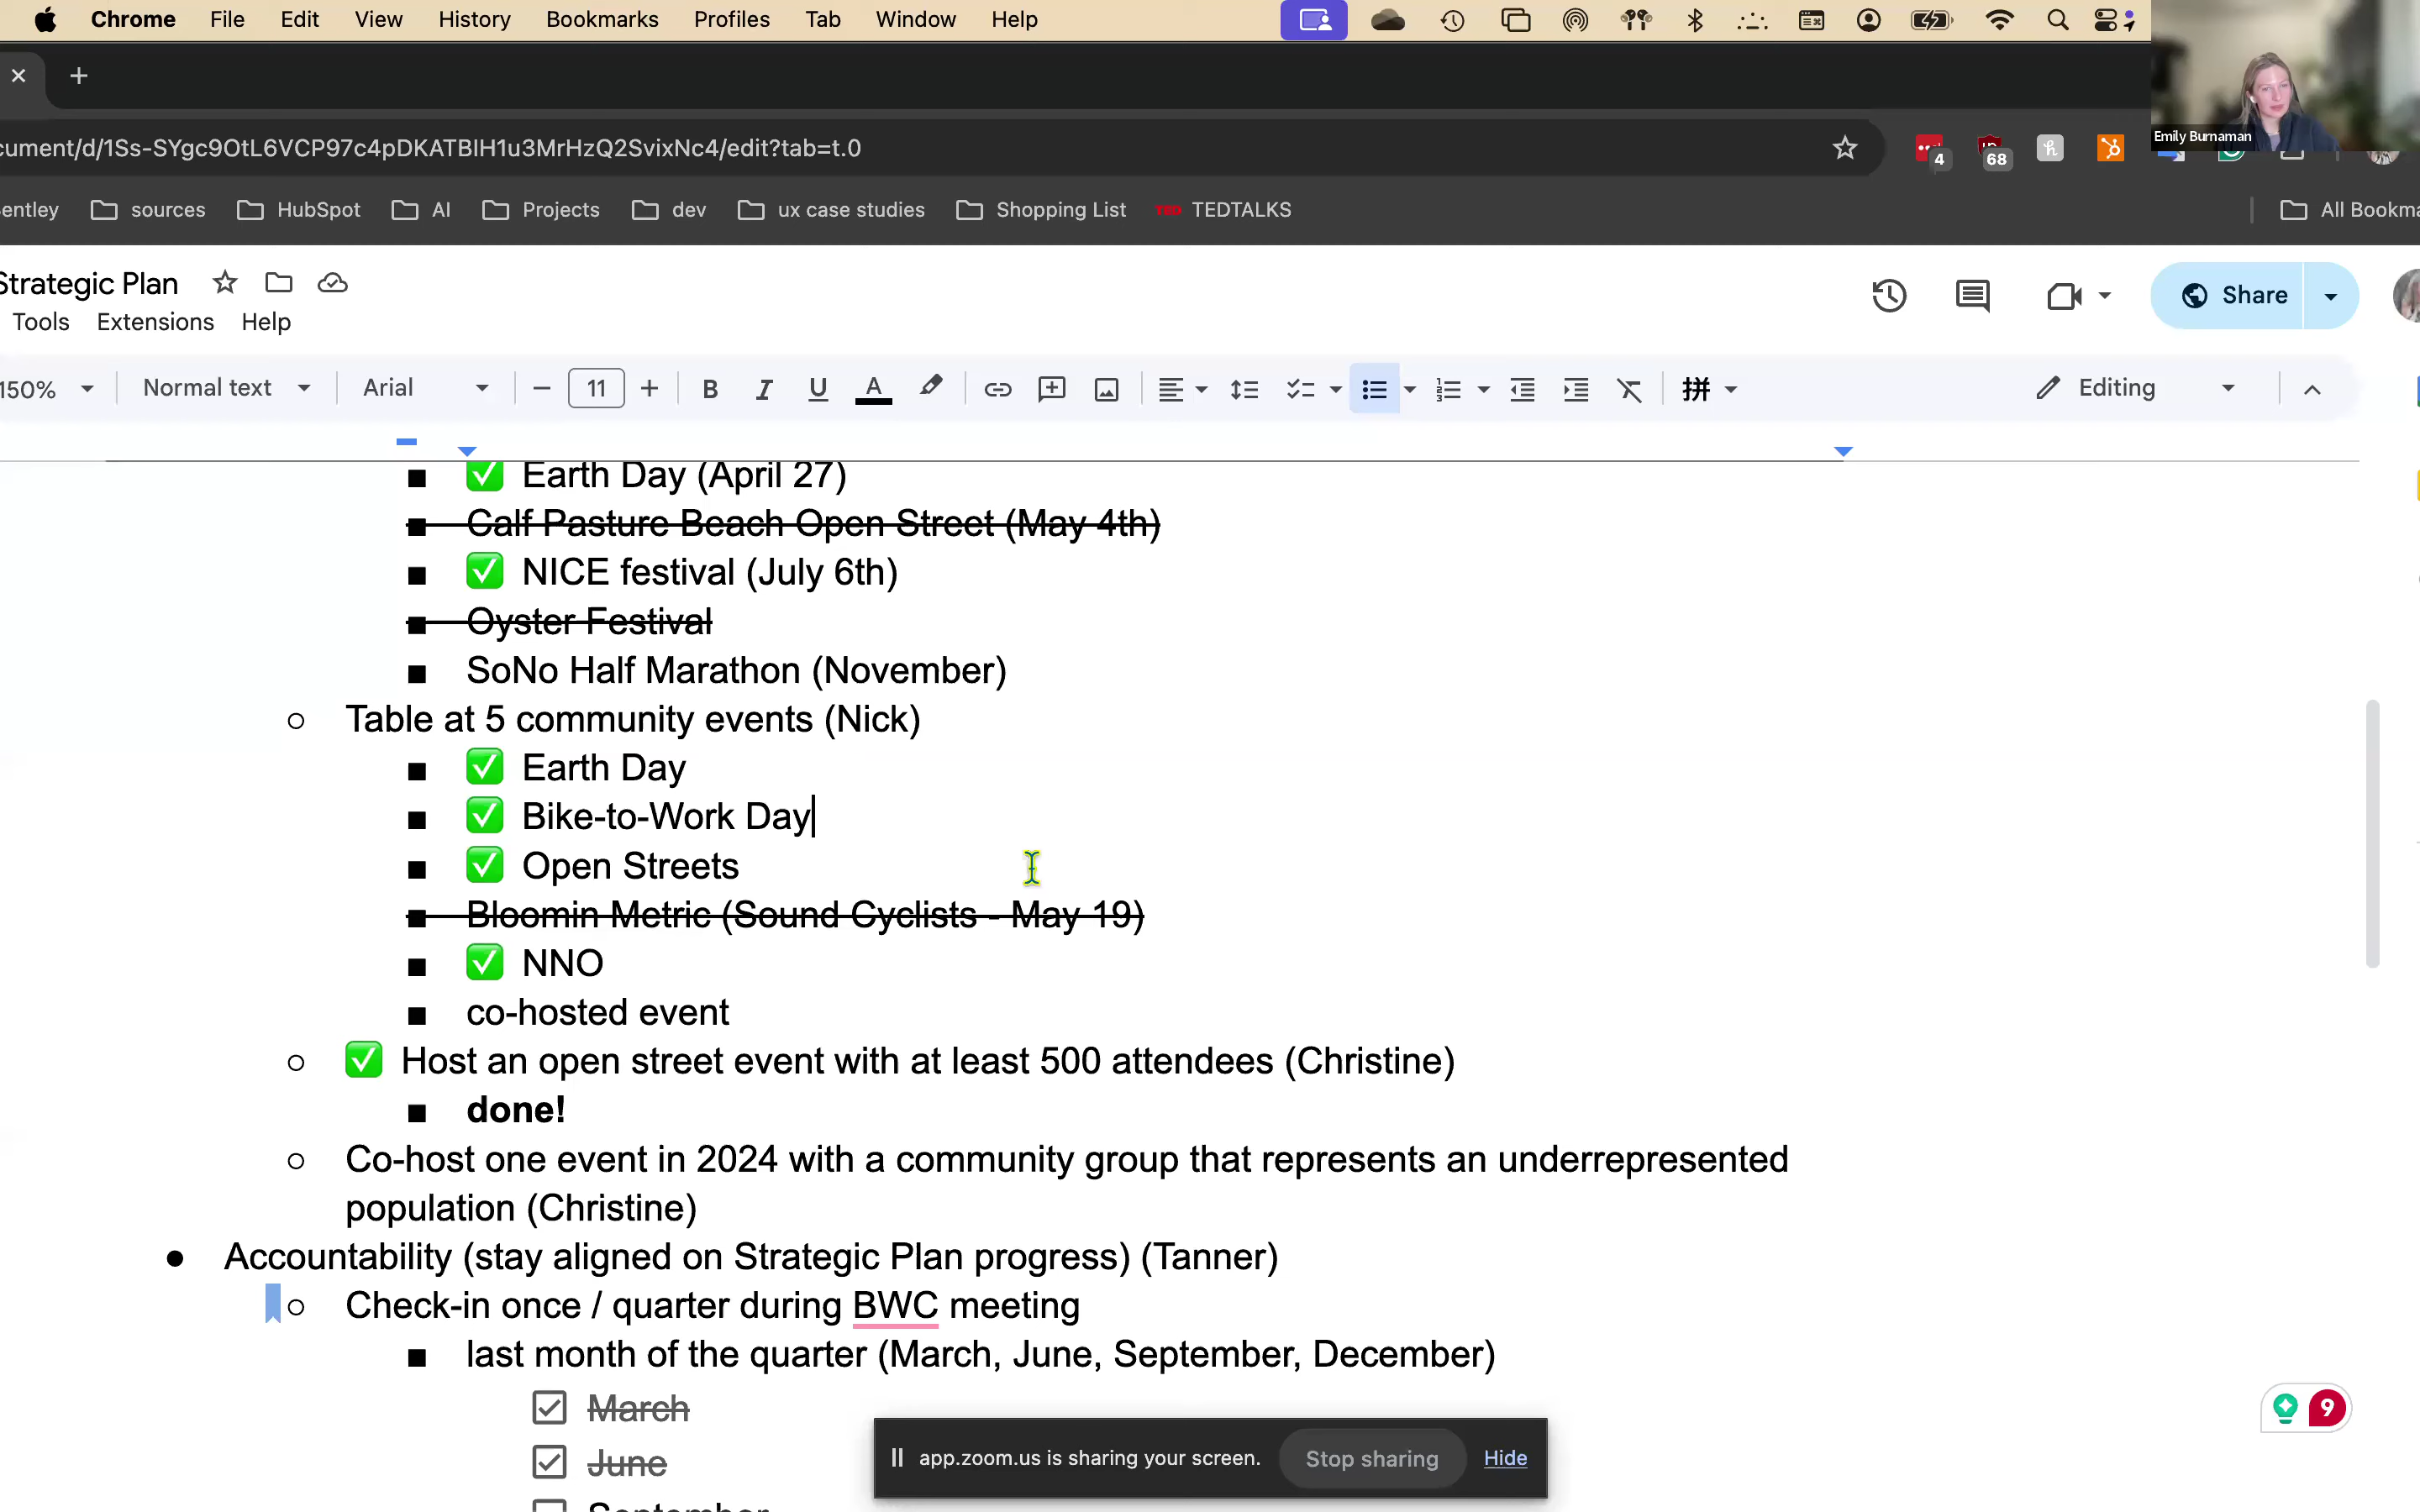 Chrome File Edit View History Bookmarks Profiles Tab Window Help
Emily Burnaman
cument/d/1Ss-SYgc9OtL6VCP97c4pDKATBIH1u3MrHzQ2SvixNc4/edit?tab=t.0
4 68
entley sources HubSpot AI Projects dev ux case studies Shopping List TED TEDTALKS All Bookma
Strategic Plan
Share
Tools Extensions Help
150% Normal text Arial 11 B I U A 拼 Editing
Earth Day (April 27)
Calf Pasture Beach Open Street (May 4th)
NICE festival (July 6th)
Oyster Festival
SoNo Half Marathon (November)
Table at 5 community events (Nick)
Earth Day
Bike-to-Work Day
Open Streets
Bloomin Metric (Sound Cyclists - May 19)
NNO
co-hosted event
Host an open street event with at least 500 attendees (Christine)
done!
Co-host one event in 2024 with a community group that represents an underrepresented
population (Christine)
Accountability (stay aligned on Strategic Plan progress) (Tanner)
Check-in once / quarter during BWC meeting
last month of the quarter (March, June, September, December)
March
June
September
app.zoom.us is sharing your screen. Stop sharing Hide
9